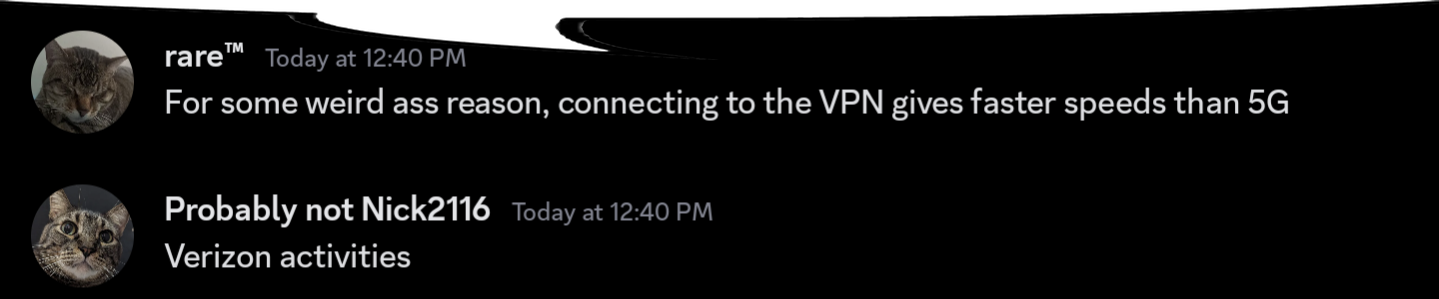 rare™ Today at 12:40 PM
For some weird ass reason, connecting to the VPN gives faster speeds than 5G
Probably not Nick2116 Today at 12:40 PM
Verizon activities